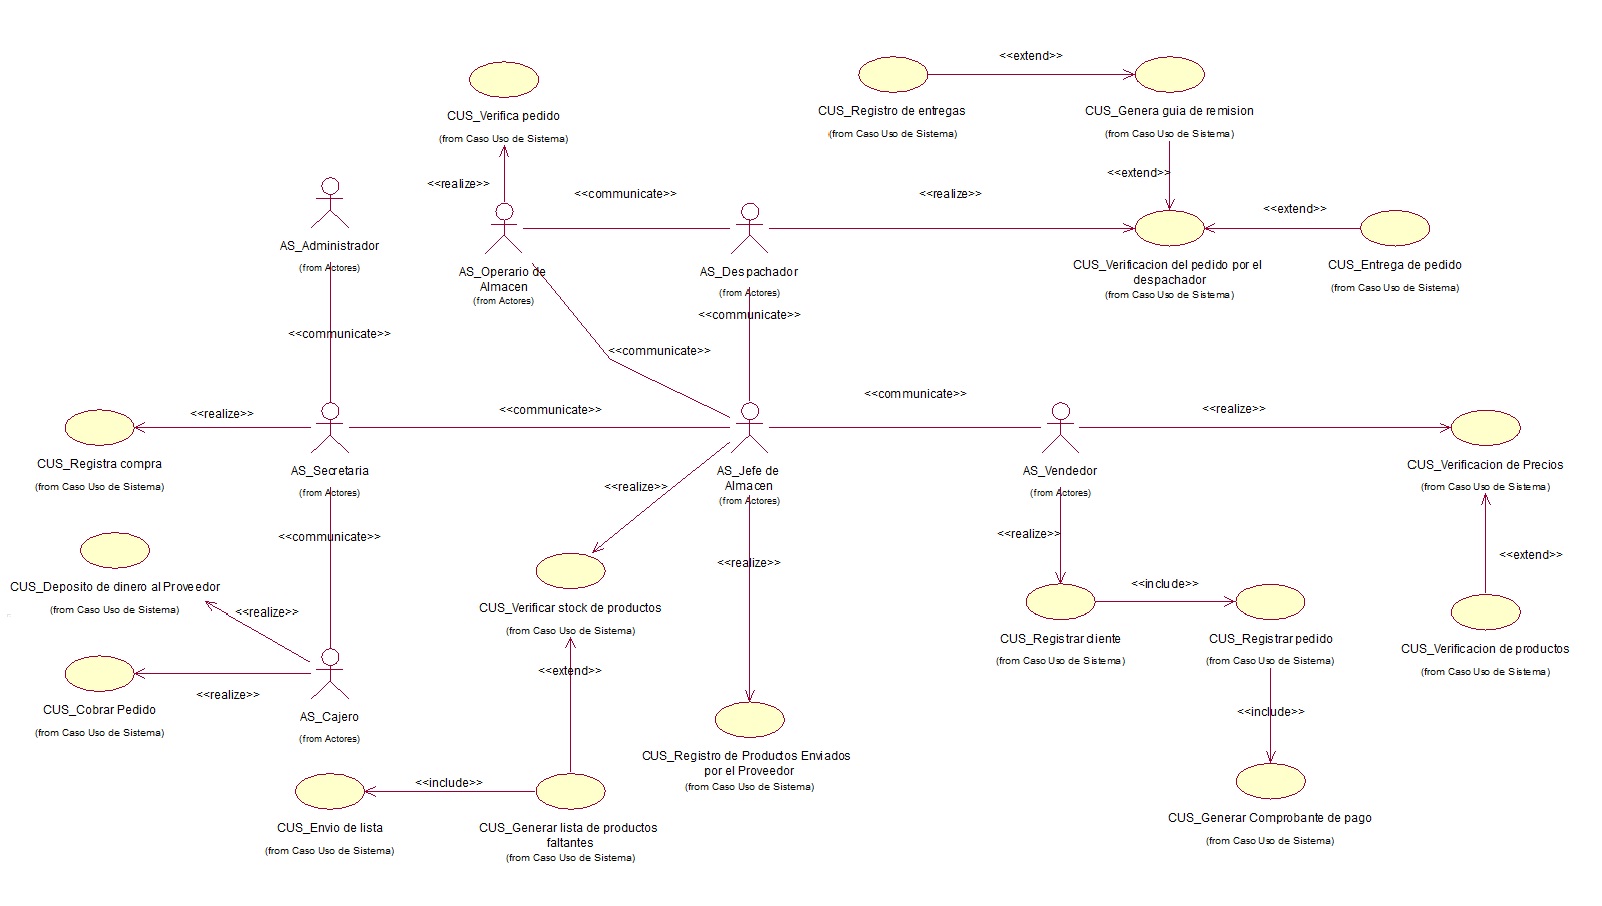 <<extend>>
CUS_Verifica pedido
(from Caso Uso de Sistema)
CUS_Registro de entregas
(from Caso Uso de Sistema)
CUS_Genera guia de remision
(from Caso Uso de Sistema)
<<realize>>
<<communicate>>
<<realize>>
<<extend>>
<<extend>>
AS_Administrador
(from Actores)
AS_Operario de
Almacen
(from Actores)
AS_Despachador
(from Actores)
CUS_Verificacion del pedido por el
despachador
(from Caso Uso de Sistema)
CUS_Entrega de pedido
(from Caso Uso de Sistema)
<<communicate>>
<<communicate>>
<<communicate>>
<<realize>>
<<communicate>>
<<communicate>>
<<realize>>
CUS_Registra compra
(from Caso Uso de Sistema)
AS_Secretaria
(from Actores)
AS_Jefe de
Almacen
(from Actores)
AS_Vendedor
(from Actores)
CUS_Verificacion de Precios
(from Caso Uso de Sistema)
<<realize>>
<<communicate>>
<<realize>>
<<realize>>
<<extend>>
CUS_Deposito de dinero al Proveedor
(from Caso Uso de Sistema)
<<realize>>
CUS_Verificar stock de productos
(from Caso Uso de Sistema)
<<include>>
CUS_Registrar cliente
(from Caso Uso de Sistema)
CUS_Registrar pedido
(from Caso Uso de Sistema)
CUS_Verificacion de productos
(from Caso Uso de Sistema)
<<extend>>
<<realize>>
CUS_Cobrar Pedido
(from Caso Uso de Sistema)
AS_Cajero
(from Actores)
<<include>>
CUS_Registro de Productos Enviados
por el Proveedor
(from Caso Uso de Sistema)
<<include>>
CUS_Envio de lista
(from Caso Uso de Sistema)
CUS_Generar lista de productos
faltantes
(from Caso Uso de Sistema)
CUS_Generar Comprobante de pago
(from Caso Uso de Sistema)